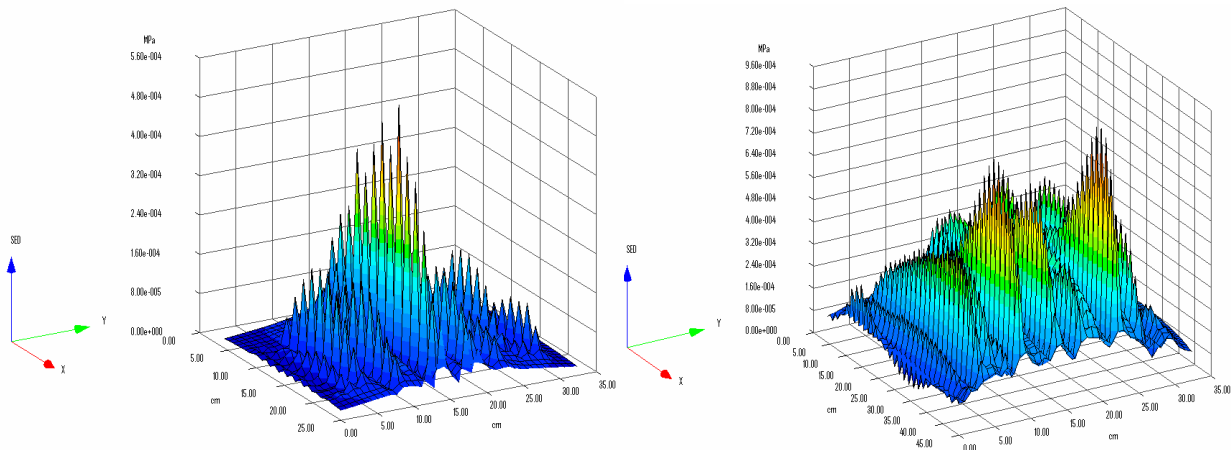 MPa
5.60e-004
4.80e-004
4.00e-004
3.20e-004
2.40e-004
1.60e-004
8.00e-005
0.00e+000
SED
Y
X
0.00
5.00
10.00
5.00
20.00
25.00
cm
0.00
5.00
10.00
15.00
20.00
25.00
30.00
35.00
cm
MPa
9.60e-004
8.80e-004
8.00e-004
7.20e-004
6.40e-004
5.60e-004
4.80e-004
4.00e-004
3.20e-004
2.40e-004
1.60e-004
8.00e-005
0.00e+000
SED
Y
X
0.00
5.00
10.00
15.00
20.00
25.00
30.00
35.00
40.00
45.00
cm
0.00
5.00
10.00
15.00
20.00
25.00
30.00
35.00
cm